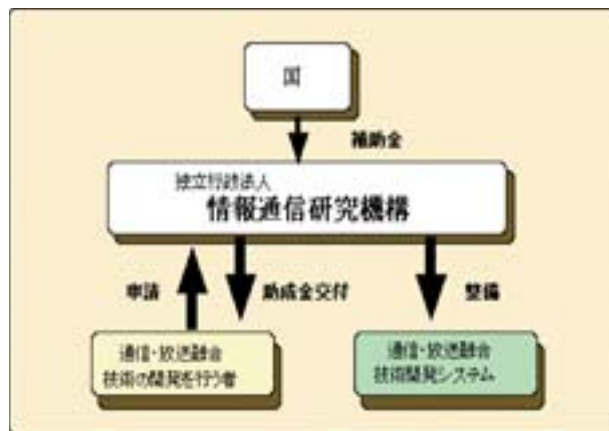 国
補助金
独立行政法人
情報通信研究機構
申請
助成金交付
整備
通信・放送融合
技術の開発を行う者
通信・放送融合
技術開発システム